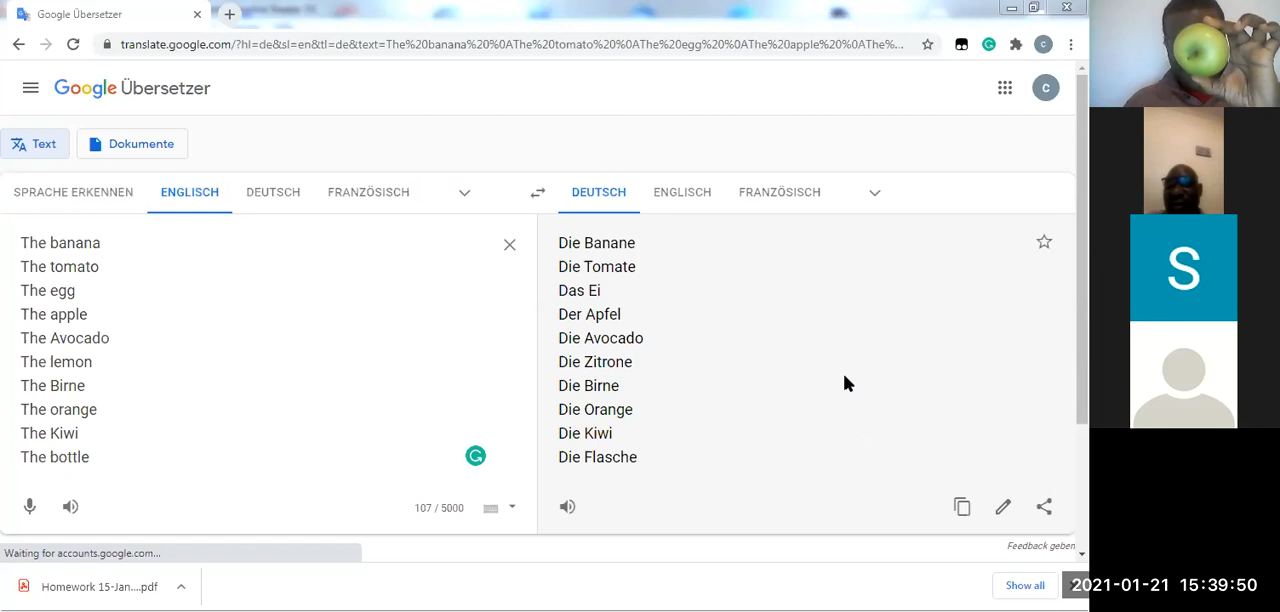 Google Übersetzer
translate.google.com/?hl=de&sl=en&tl=de&text=The%20banana%20%0AThe%20tomato%20%0AThe%20egg%20%0AThe%20apple%20%0AThe%...
C
Google Übersetzer
C
Text
Dokumente
SPRACHE ERKENNEN ENGLISCH DEUTSCH FRANZÖSISCH
DEUTSCH ENGLISCH FRANZÖSISCH
The banana
The tomato
The egg
The apple
The Avocado
The lemon
The Birne
The orange
The Kiwi
The bottle
107 / 5000
Die Banane
Die Tomate
Das Ei
Der Apfel
Die Avocado
Die Zitrone
Die Birne
Die Orange
Die Kiwi
Die Flasche
Feedback geben
Waiting for accounts.google.com...
Homework 15-Jan....pdf
Show all
S
2021-01-21 15:39:50